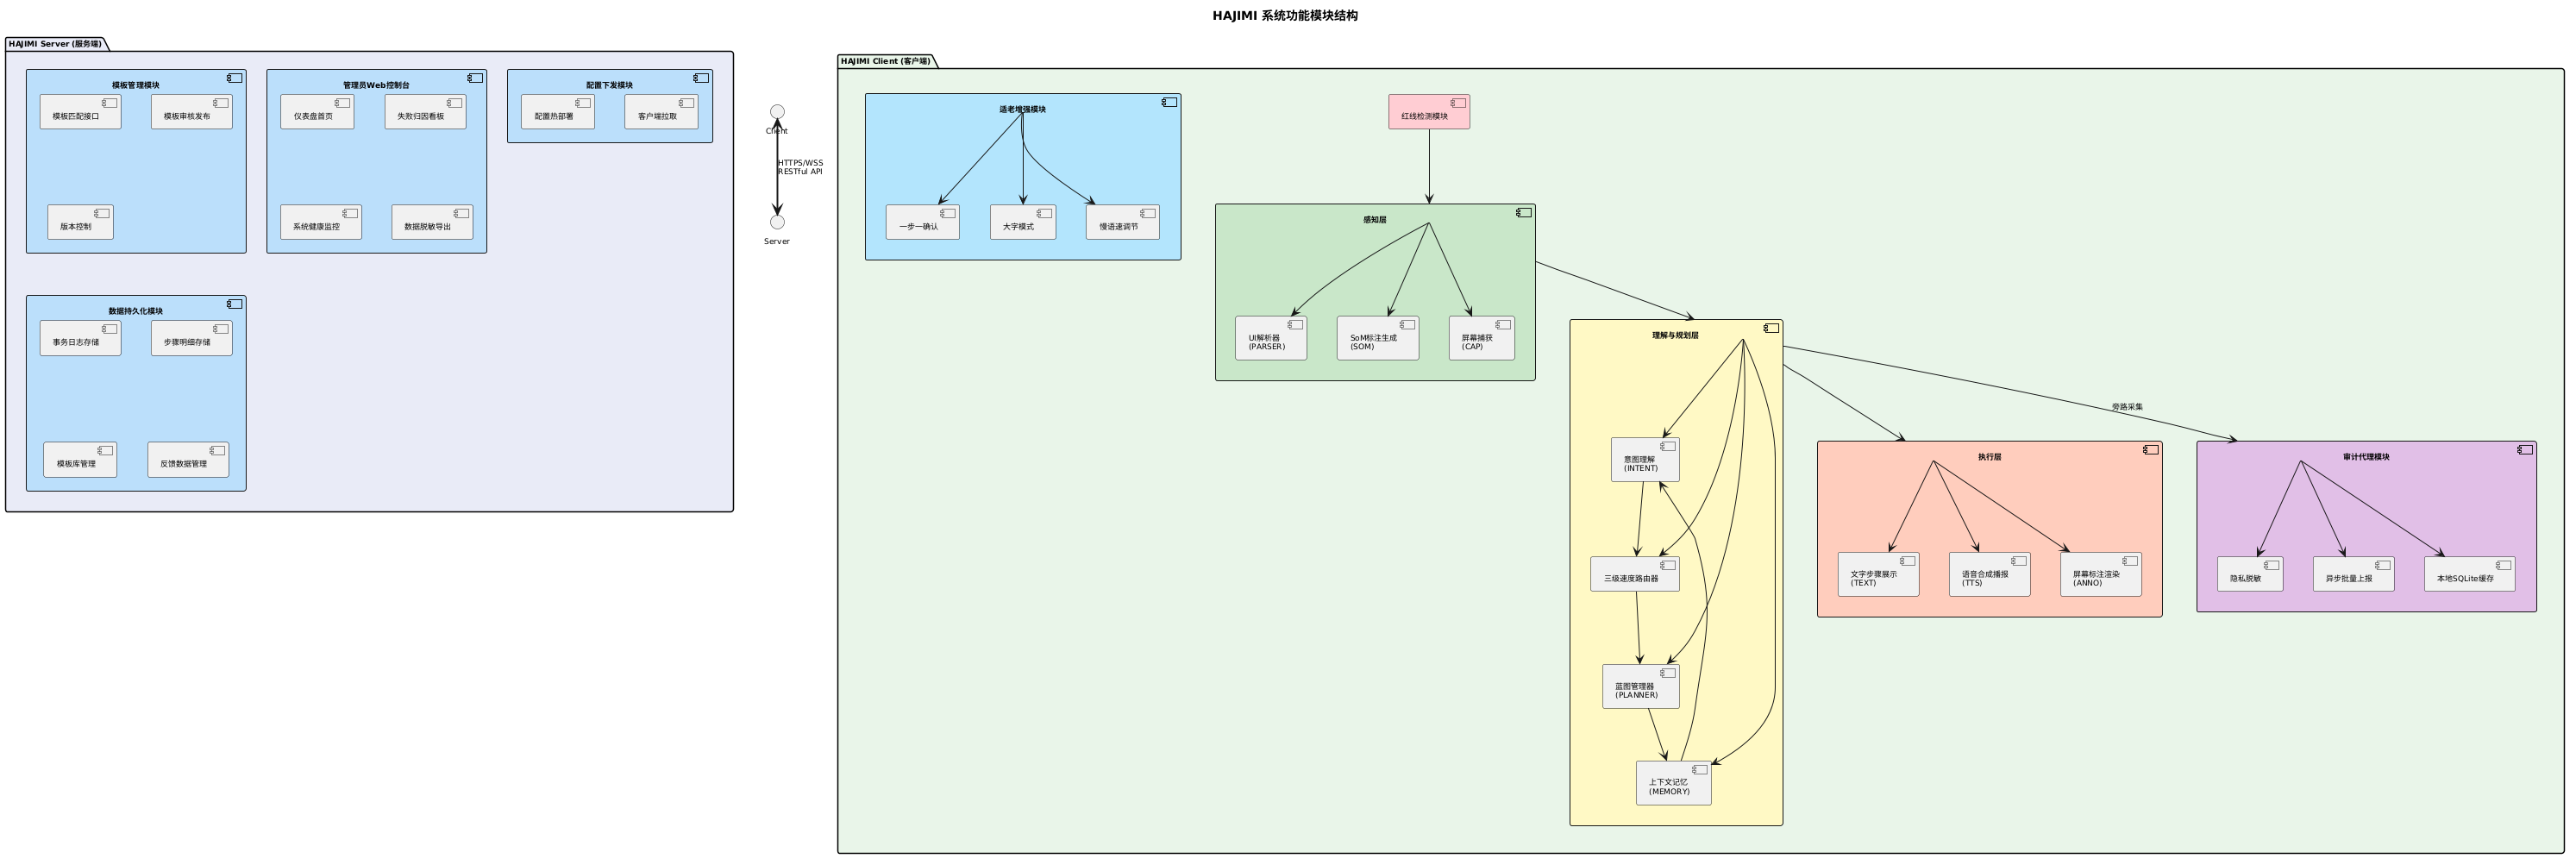 HAJIMI 系统功能模块结构
HAJIMI Server (服务端)
模板管理模块
模板匹配接口
模板审核发布
版本控制
管理员Web控制台
仪表盘首页
失败归因看板
系统健康监控
数据脱敏导出
配置下发模块
配置热部署
客户端拉取
数据持久化模块
事务日志存储
步骤明细存储
模板库管理
反馈数据管理
Client
HTTPS/WSS
RESTful API
Server
HAJIMI Client (客户端)
适老增强模块
一步一确认
大字模式
慢语速调节
红线检测模块
感知层
UI解析器
(PARSER)
SoM标注生成
(SOM)
屏幕捕获
(CAP)
理解与规划层
意图理解
(INTENT)
三级速度路由器
蓝图管理器
(PLANNER)
上下文记忆
(MEMORY)
旁路采集
执行层
文字步骤展示
(TEXT)
语音合成播报
(TTS)
屏幕标注渲染
(ANNO)
审计代理模块
隐私脱敏
异步批量上报
本地SQLite缓存